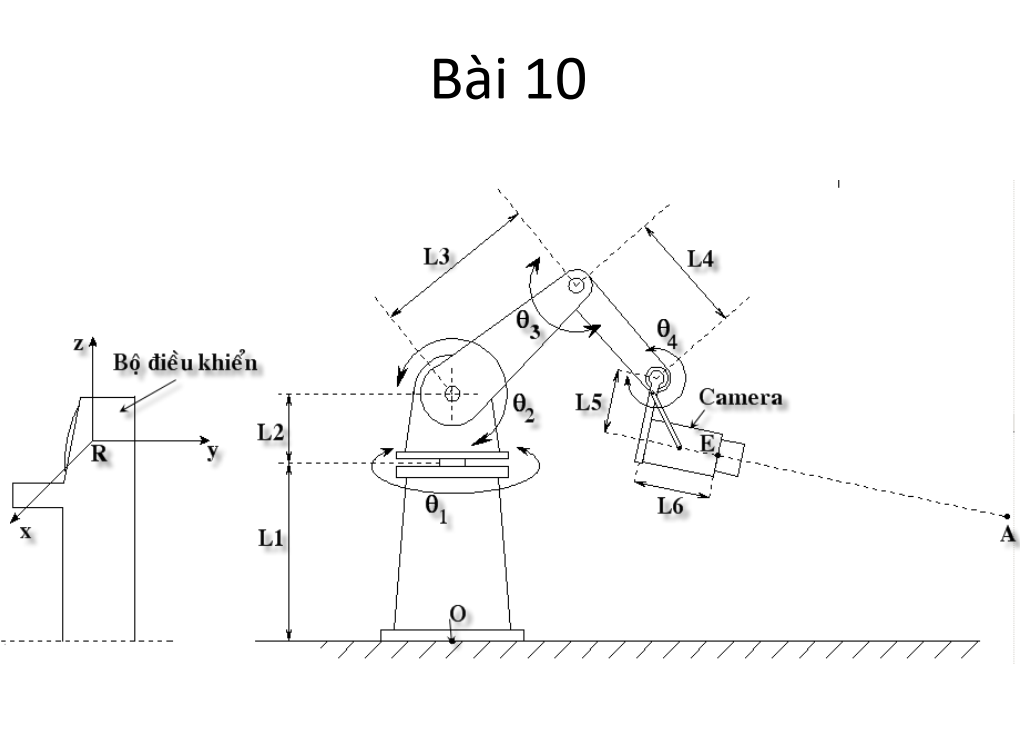 Bài 10
L3
L4
θ3
θ4
z
Bộ điều khiển
L5
Camera
θ2
L2
R
y
E
L6
θ1
x
L1
A
O